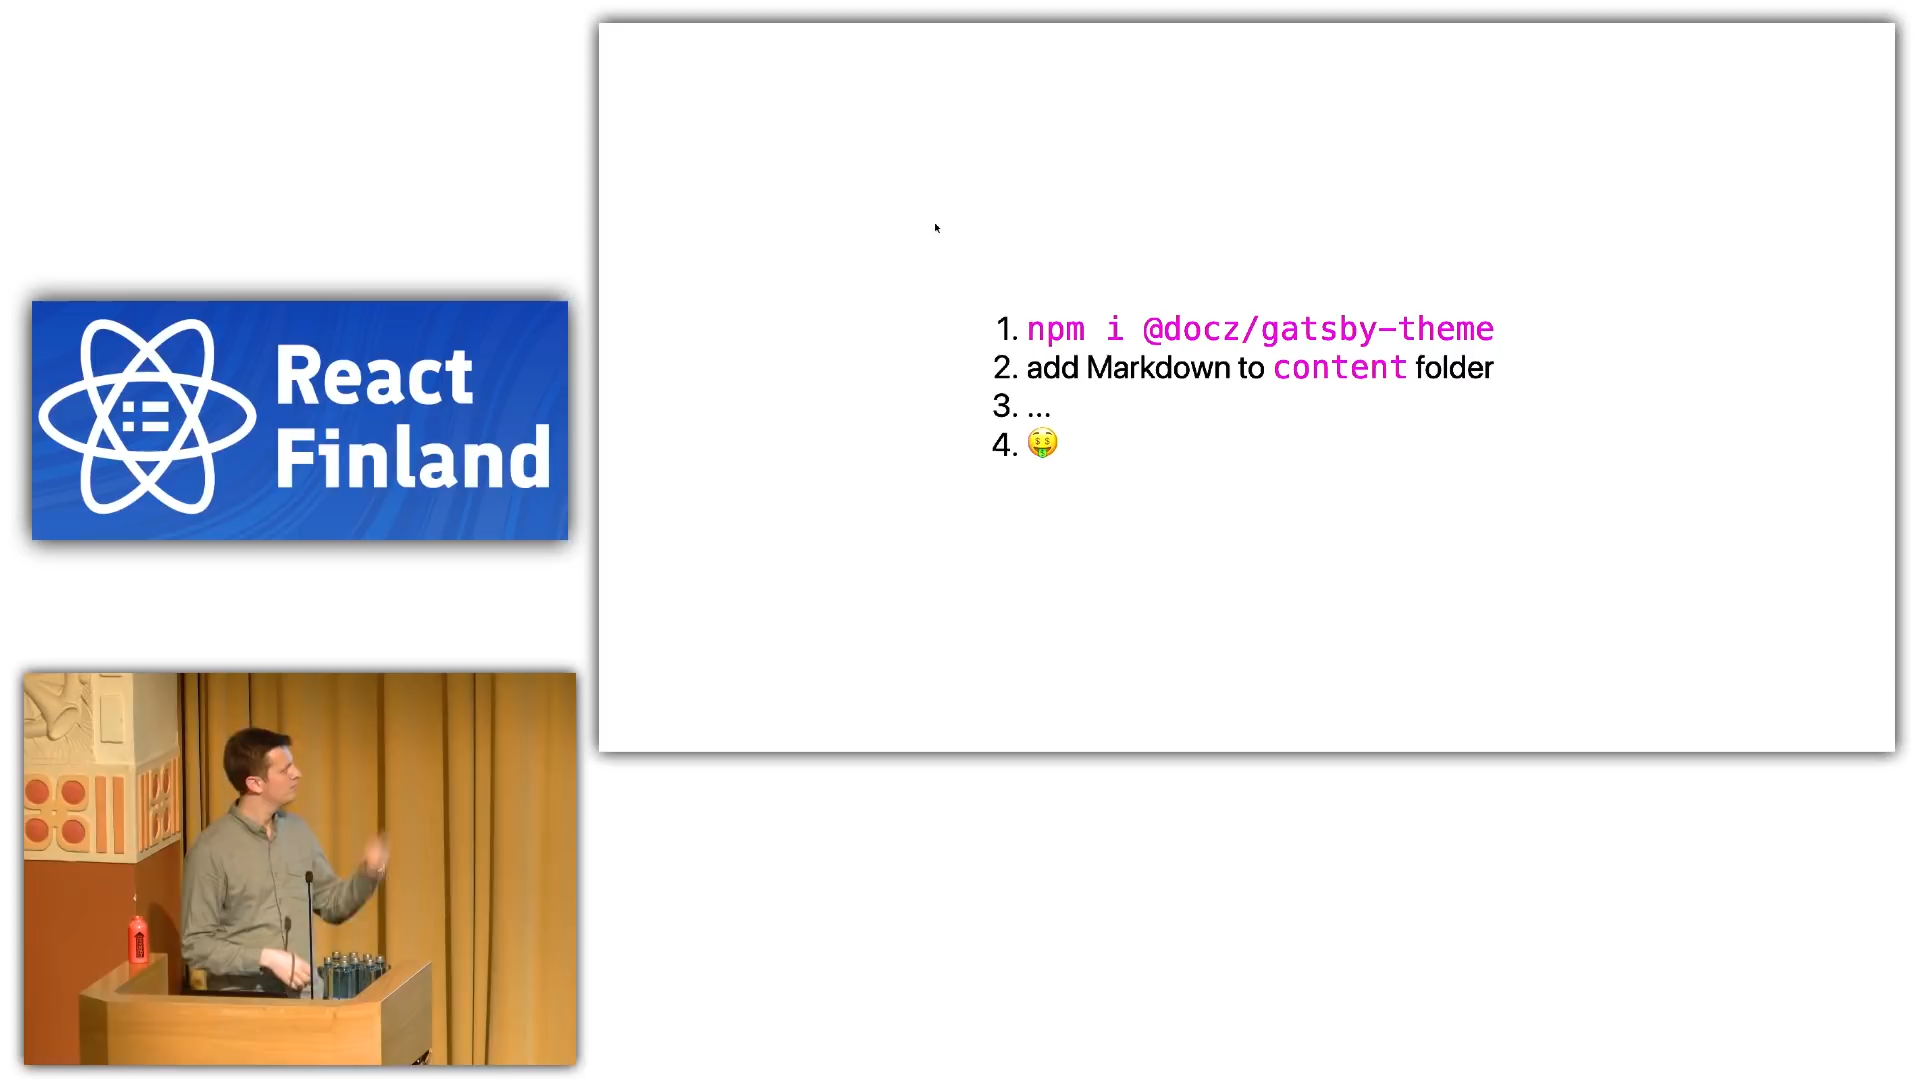 React
Finland
1. npm i @docz/gatsby-theme
2. add Markdown to content folder
3. ...
4. 🤑